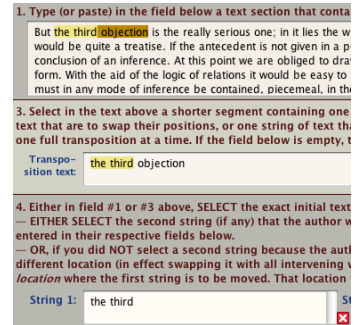 1. Type (or paste) in the field below a text section that conta
But the third objection is the really serious one; in it lies the w
would be quite a treatise. If the antecedent is not given in a p
conclusion of an inference. At this point we are obliged to dra
form. With the aid of the logic of relations it would be easy to
must in any mode of inference be contained, piecemeal, in the
3. Select in the text above a shorter segment containing one
text that are to swap their positions, or one string of text tha
one full transposition at a time. If the field below is empty, t
Transpo-
sition text:
the third objection
4. Either in field #1 or #3 above, SELECT the exact initial text
— EITHER SELECT the second string (if any) that the author w
entered in their respective fields below.
— OR, if you did NOT select a second string because the auth
different location (in effect swapping it with all intervening v
location where the first string is to be moved. That location
String 1: the third St